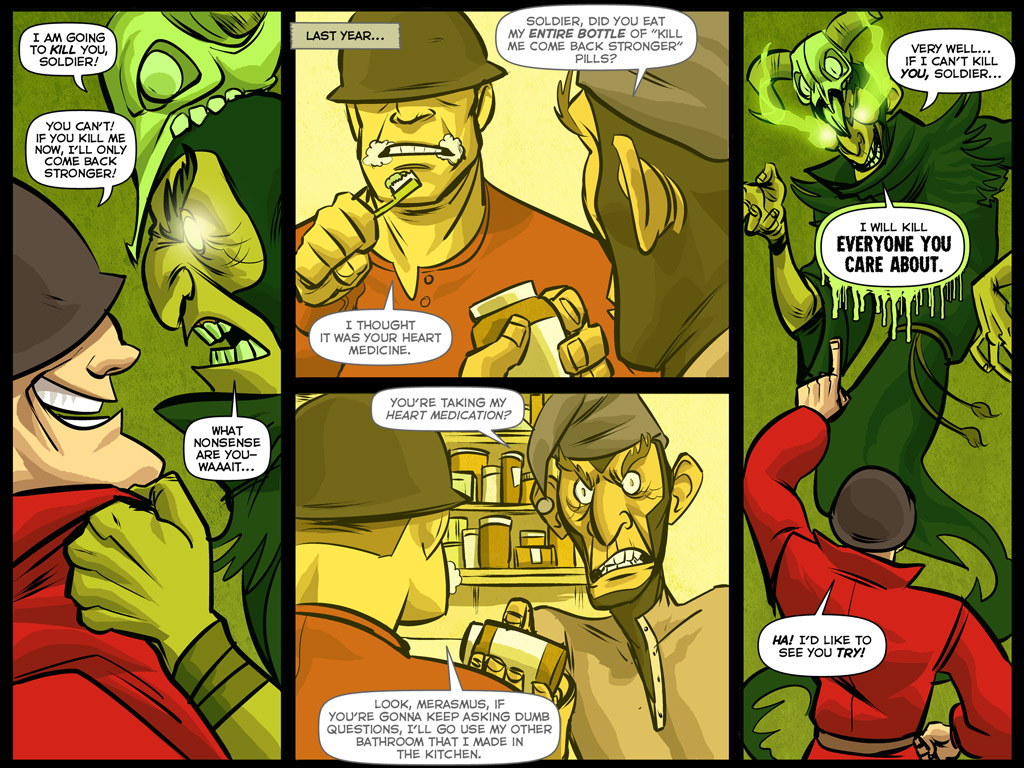 I AM GOING
TO KILL YOU,
SOLDIER!
YOU CAN'T!
IF YOU KILL ME
NOW, I'LL ONLY
COME BACK
STRONGER!
WHAT
NONSENSE
ARE YOU–
WAAAIT...
LAST YEAR...
SOLDIER, DID YOU EAT
MY ENTIRE BOTTLE OF "KILL
ME COME BACK STRONGER"
PILLS?
I THOUGHT
IT WAS YOUR HEART
MEDICINE.
YOU'RE TAKING MY
HEART MEDICATION?
LOOK, MERASMUS, IF
YOU'RE GONNA KEEP ASKING DUMB
QUESTIONS, I'LL GO USE MY OTHER
BATHROOM THAT I MADE IN
THE KITCHEN.
VERY WELL...
IF I CAN'T KILL
YOU, SOLDIER...
I WILL KILL
EVERYONE YOU
CARE ABOUT.
HA! I'D LIKE TO
SEE YOU TRY!